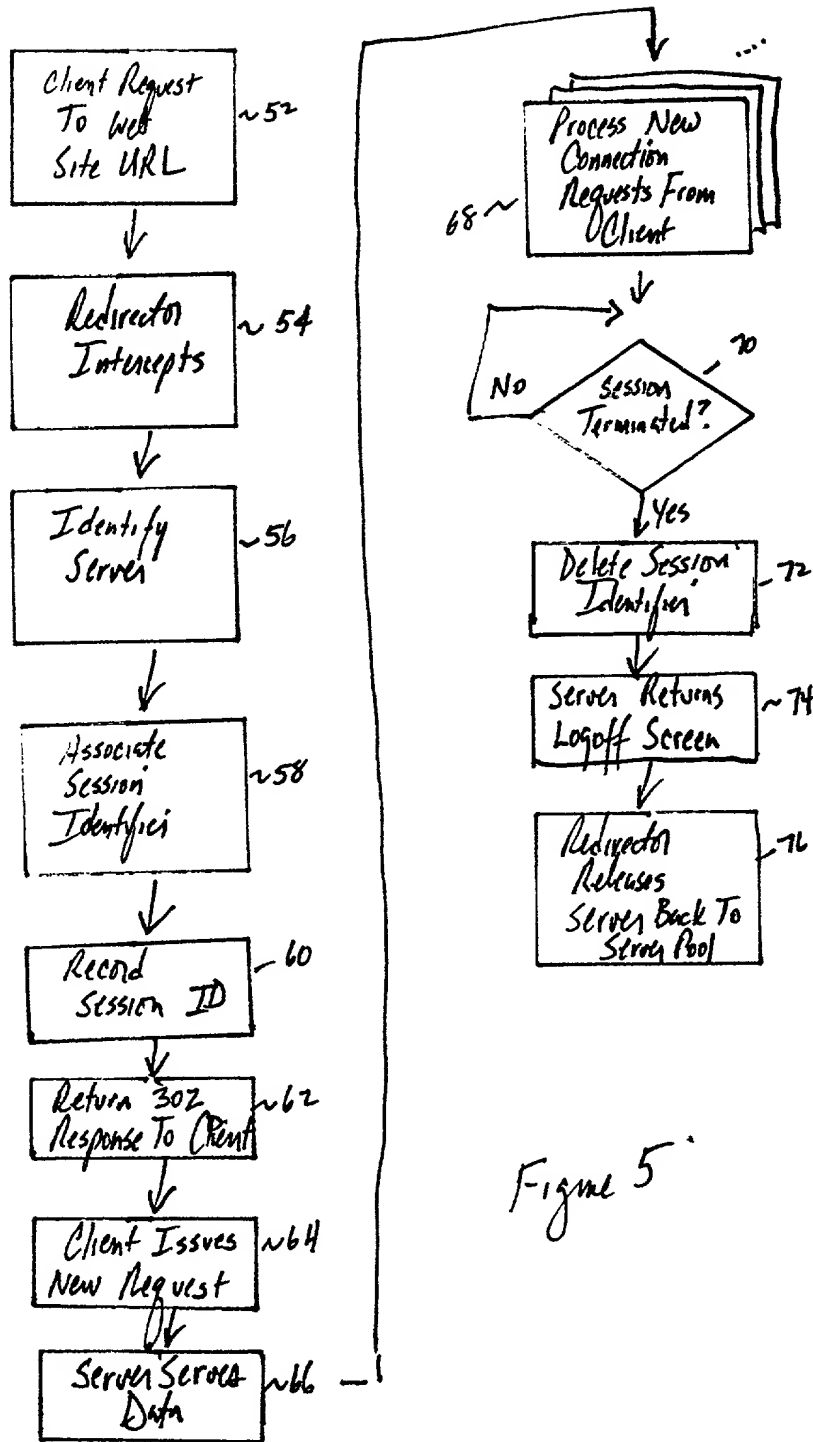 Client Request
To Web
Site URL
~52
Redirector
Intercepts
~54
Identify
Server
~56
Associate
Session
Identifier
~58
Record
Session ID
60
Return 302
Response To Client
~62
Client Issues
New Request
~64
Server Serves
Data
~66
....
Process New
Connection
Requests From
Client
68~
Session
Terminated?
70
No
Yes
Delete Session
Identifier
72
Server Returns
Logoff Screen
~74
Redirector
Releases
Server Back To
Server Pool
76
Figure 5